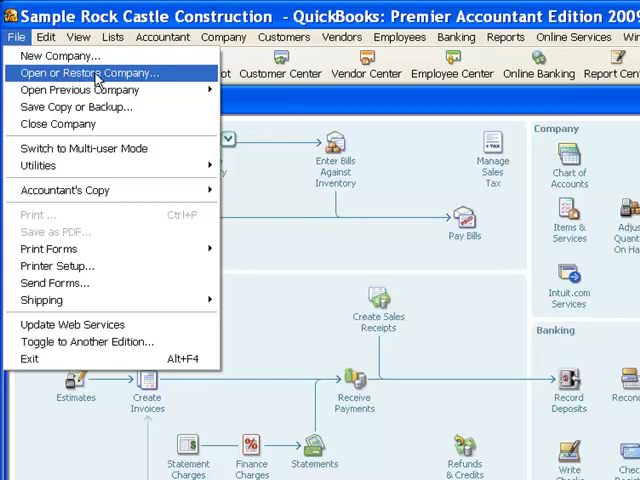 Sample Rock Castle Construction - QuickBooks: Premier Accountant Edition 2009
File Edit View Lists Accountant Company Customers Vendors Employees Banking Reports Online Services
Customer Center Vendor Center Employee Center Online Banking Report
New Company...
Open or Restore Company...
Open Previous Company
Save Copy or Backup...
Close Company
Switch to Multi-user Mode
Utilities
Accountant's Copy
Print ... Ctrl+P
Save as PDF...
Print Forms
Printer Setup...
Send Forms...
Shipping
Update Web Services
Toggle to Another Edition...
Exit Alt+F4
Enter Bills
Against
Inventory
Manage
Sales
Tax
Pay Bills
Company
Chart of
Accounts
Items &
Services
On
Intuit.com
Services
Create Sales
Receipts
Banking
Estimates
Create
Invoices
Receive
Payments
Record
Deposits
Statement
Charges
Finance
Charges
Statements
Refunds
& Credits
Write
Checks